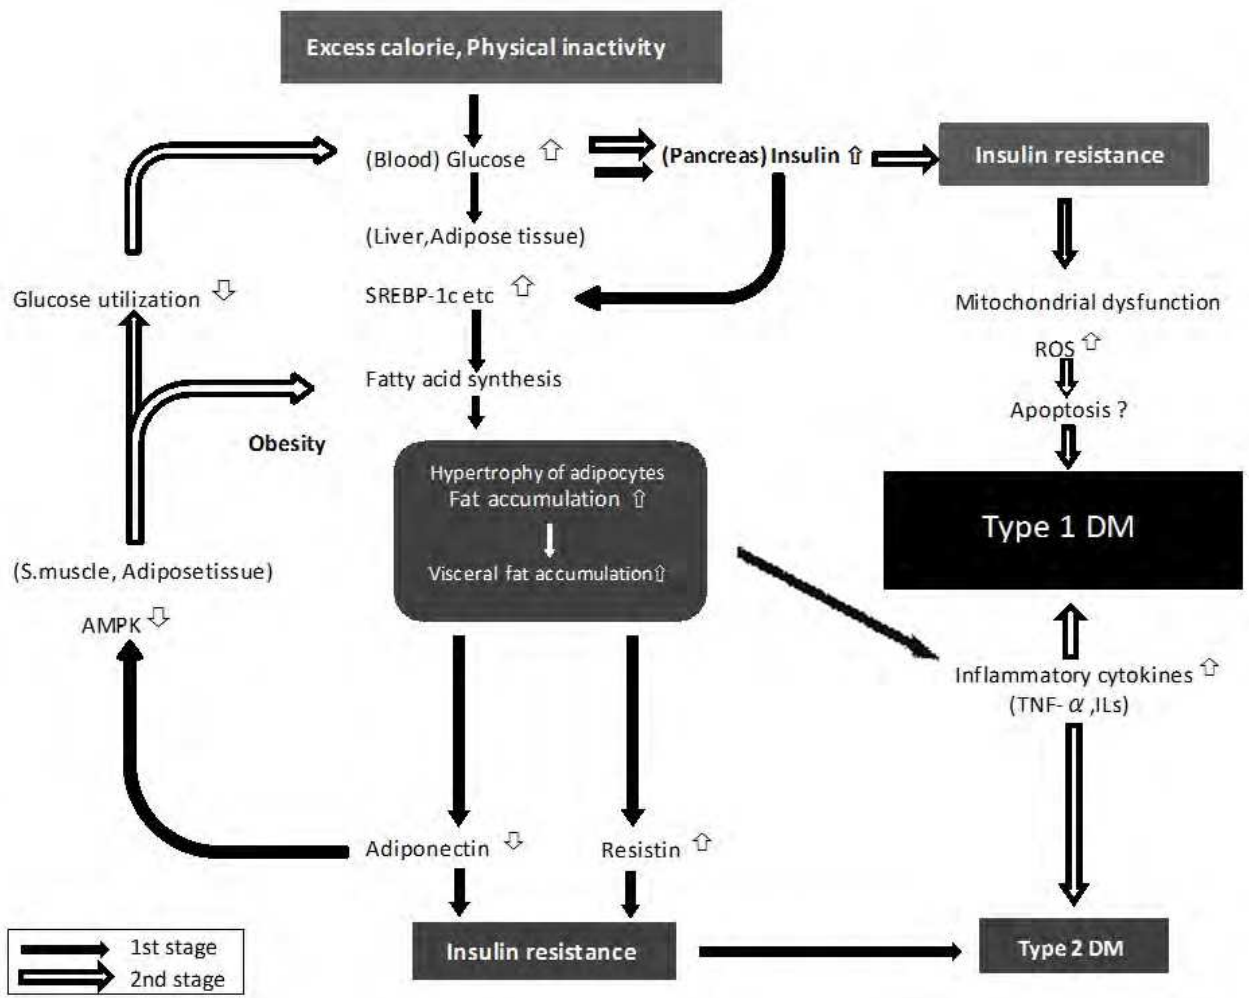 Excess calorie, Physical inactivity
(Blood) Glucose ⇧
(Pancreas) Insulin ⇧
Insulin resistance
(Liver,Adipose tissue)
SREBP-1c etc ⇧
Glucose utilization ⇩
Mitochondrial dysfunction
ROS ⇧
Fatty acid synthesis
Apoptosis ?
Obesity
Hypertrophy of adipocytes
Fat accumulation ⇧
Visceral fat accumulation⇧
Type 1 DM
(S.muscle, Adiposetissue)
AMPK ⇩
Inflammatory cytokines ⇧
(TNF- α ,ILs)
Adiponectin ⇩
Resistin ⇧
Insulin resistance
Type 2 DM
1st stage
2nd stage